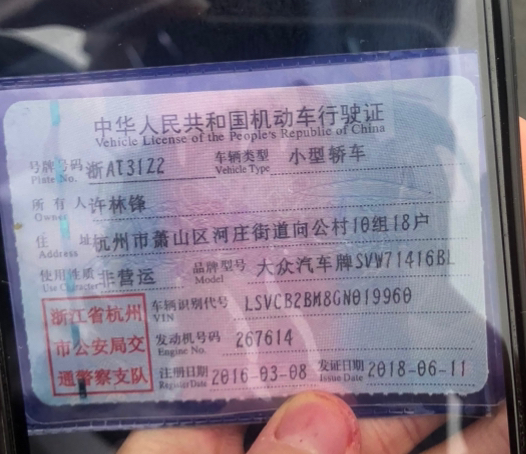 中华人民共和国机动车行驶证
Vehicle License of the People's Republic of China
号牌号码 浙AT31Z2 车辆类型 小型轿车
Plate No. Vehicle Type
所有人 许林锋
Owner
住址 杭州市萧山区河庄街道向公村10组18户
Address
使用性质 非营运 品牌型号 大众汽车牌SVW71416BL
Use Character Model
浙江省杭州
市公安局交
通警察支队
车辆识别代号 LSVCB2BM8GN019960
VIN
发动机号码 267614
Engine No.
注册日期 2016-03-08 发证日期 2018-06-11
Register Date Issue Date